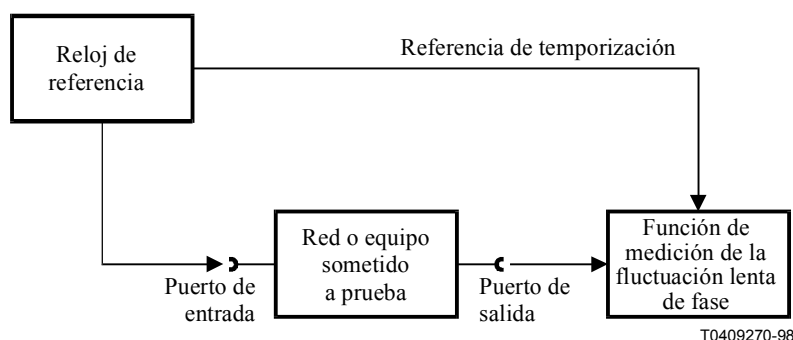 Reloj de
referencia
Referencia de temporización
Red o equipo
sometido
a prueba
Función de
medición de la
fluctuación lenta
de fase
Puerto de
entrada
Puerto de
salida
T0409270-98